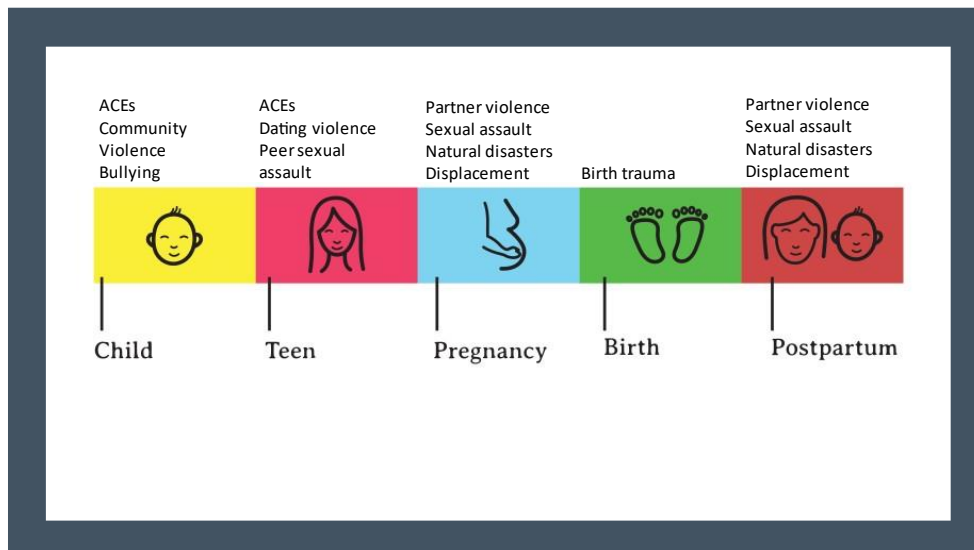 ACEs
Community
Violence
Bullying
ACEs
Dating violence
Peer sexual
assault
Partner violence
Sexual assault
Natural disasters
Displacement
Birth trauma
Partner violence
Sexual assault
Natural disasters
Displacement
Child
Teen
Pregnancy
Birth
Postpartum